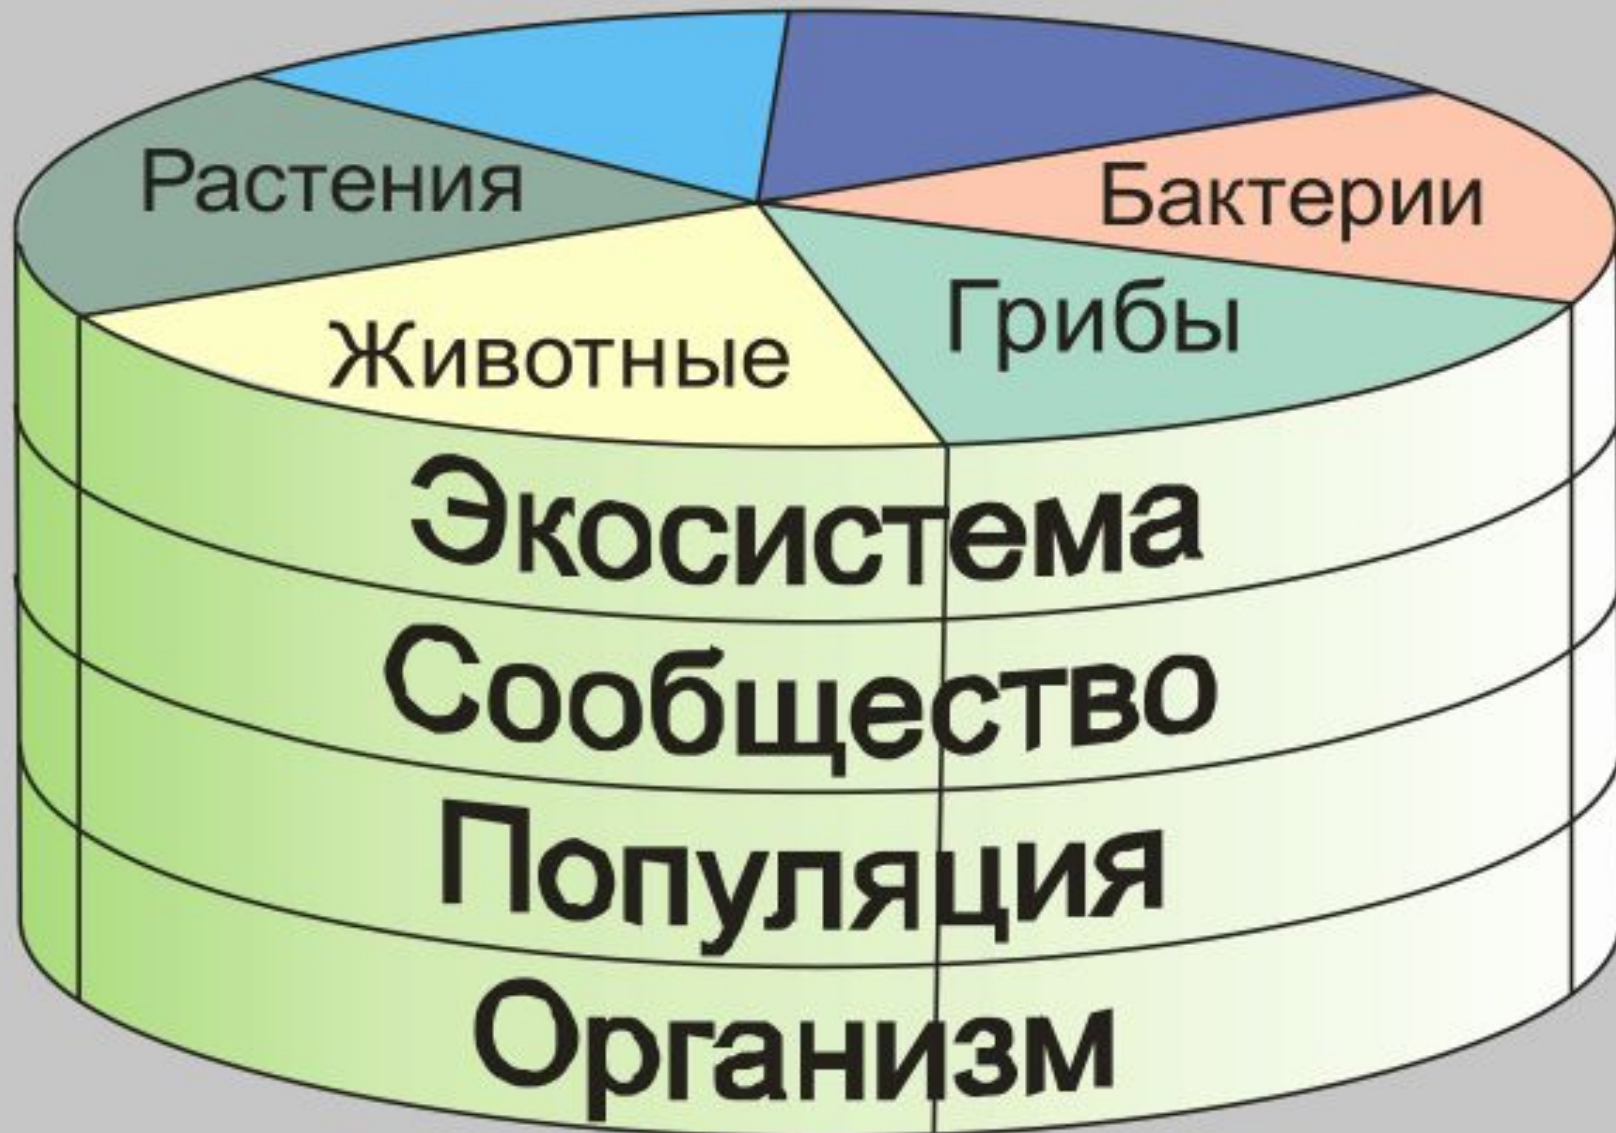 Растения
Бактерии
Животные
Грибы
Экосистема
Сообщество
Популяция
Организм